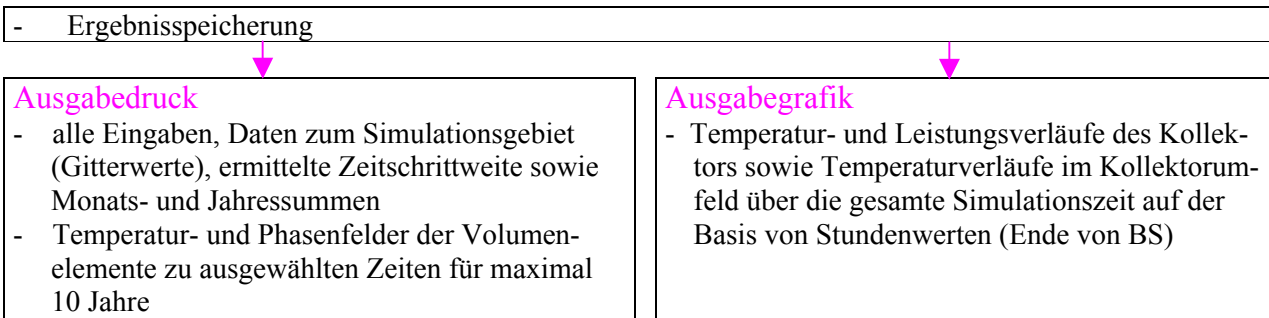 - Ergebnisspeicherung
Ausgabedruck
- alle Eingaben, Daten zum Simulationsgebiet
(Gitterwerte), ermittelte Zeitschrittweite sowie
Monats- und Jahressummen
- Temperatur- und Phasenfelder der Volumen-
elemente zu ausgewählten Zeiten für maximal
10 Jahre
Ausgabegrafik
- Temperatur- und Leistungsverläufe des Kollek-
tors sowie Temperaturverläufe im Kollektorum-
feld über die gesamte Simulationszeit auf der
Basis von Stundenwerten (Ende von BS)